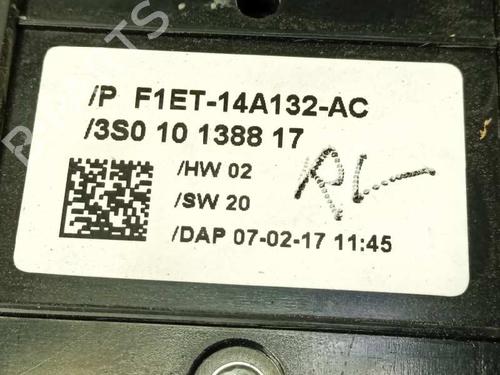 /P F1ET-14A132-AC
/3S0 10 1388 17
/HW 02
/SW 20
/DAP 07-02-17 11:45